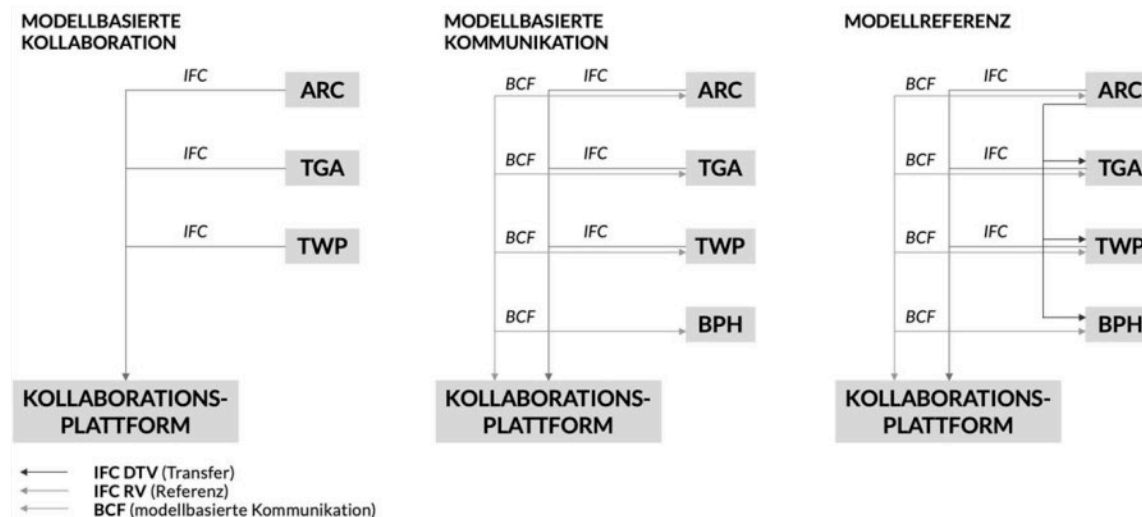 MODELLBASIERTE
KOLLABORATION
IFC
ARC
IFC
TGA
IFC
TWP
KOLLABORATIONS-
PLATTFORM
MODELLBASIERTE
KOMMUNIKATION
BCF
IFC
ARC
BCF
IFC
TGA
BCF
IFC
TWP
BCF
BPH
KOLLABORATIONS-
PLATTFORM
MODELLREFERENZ
BCF
IFC
ARC
BCF
IFC
TGA
BCF
IFC
TWP
BCF
BPH
KOLLABORATIONS-
PLATTFORM
IFC DTV (Transfer)
IFC RV (Referenz)
BCF (modellbasierte Kommunikation)